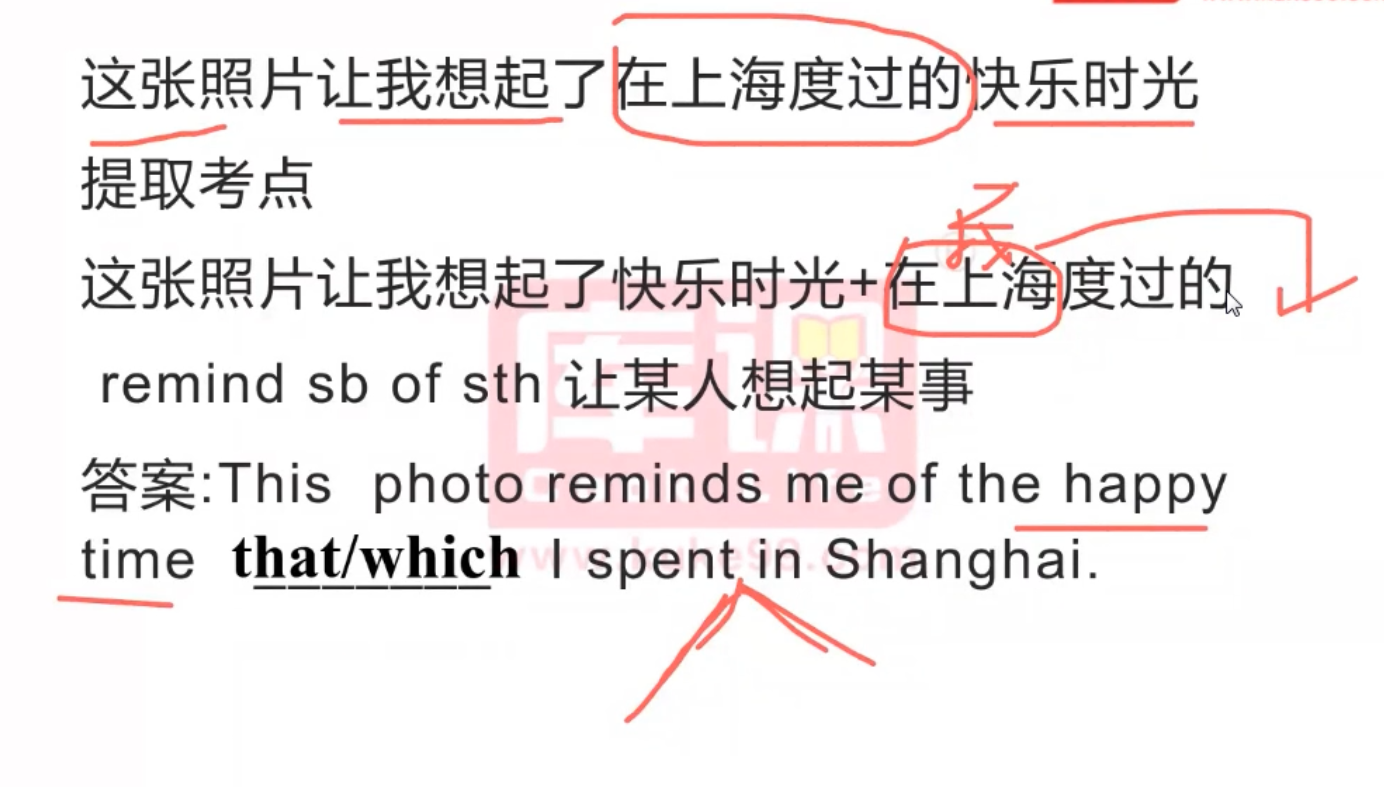 这张照片让我想起了在上海度过的快乐时光
提取考点
我
这张照片让我想起了快乐时光+在上海度过的
remind sb of sth 让某人想起某事
答案:This photo reminds me of the happy
time that/which I spent in Shanghai.
库课